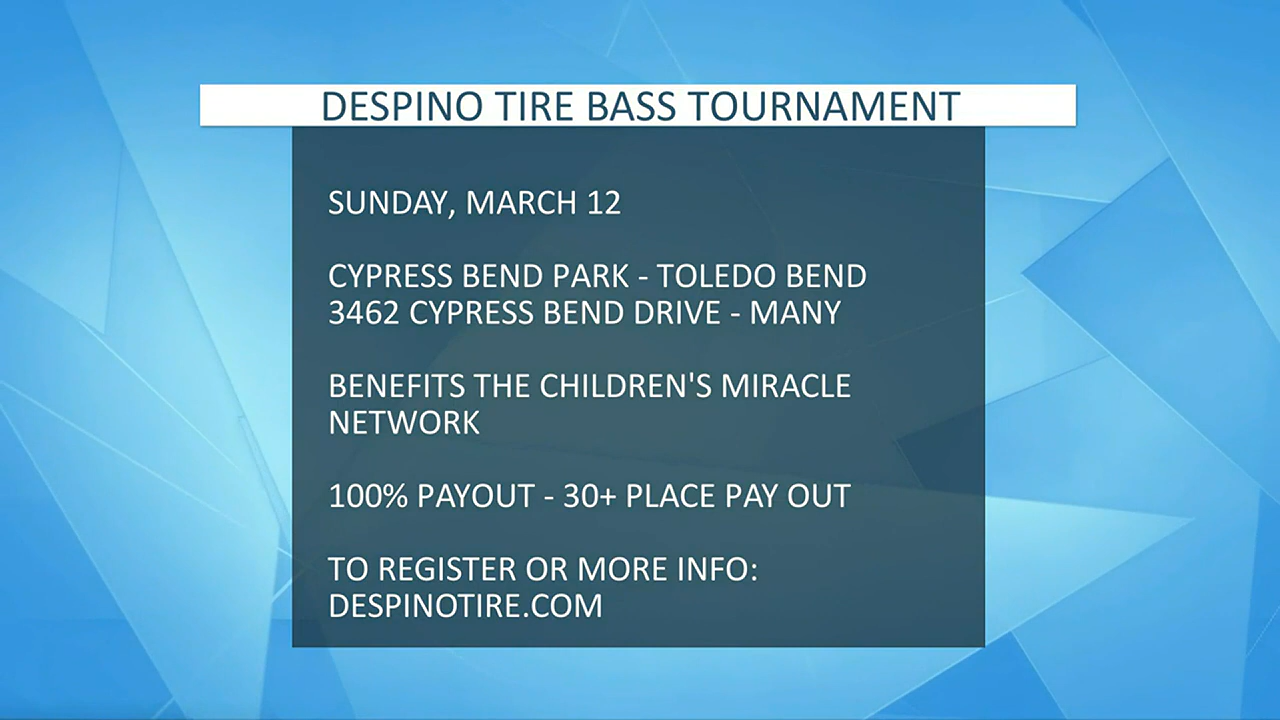 DESPINO TIRE BASS TOURNAMENT
SUNDAY, MARCH 12
CYPRESS BEND PARK - TOLEDO BEND
3462 CYPRESS BEND DRIVE - MANY
BENEFITS THE CHILDREN'S MIRACLE
NETWORK
100% PAYOUT - 30+ PLACE PAY OUT
TO REGISTER OR MORE INFO:
DESPINOTIRE.COM